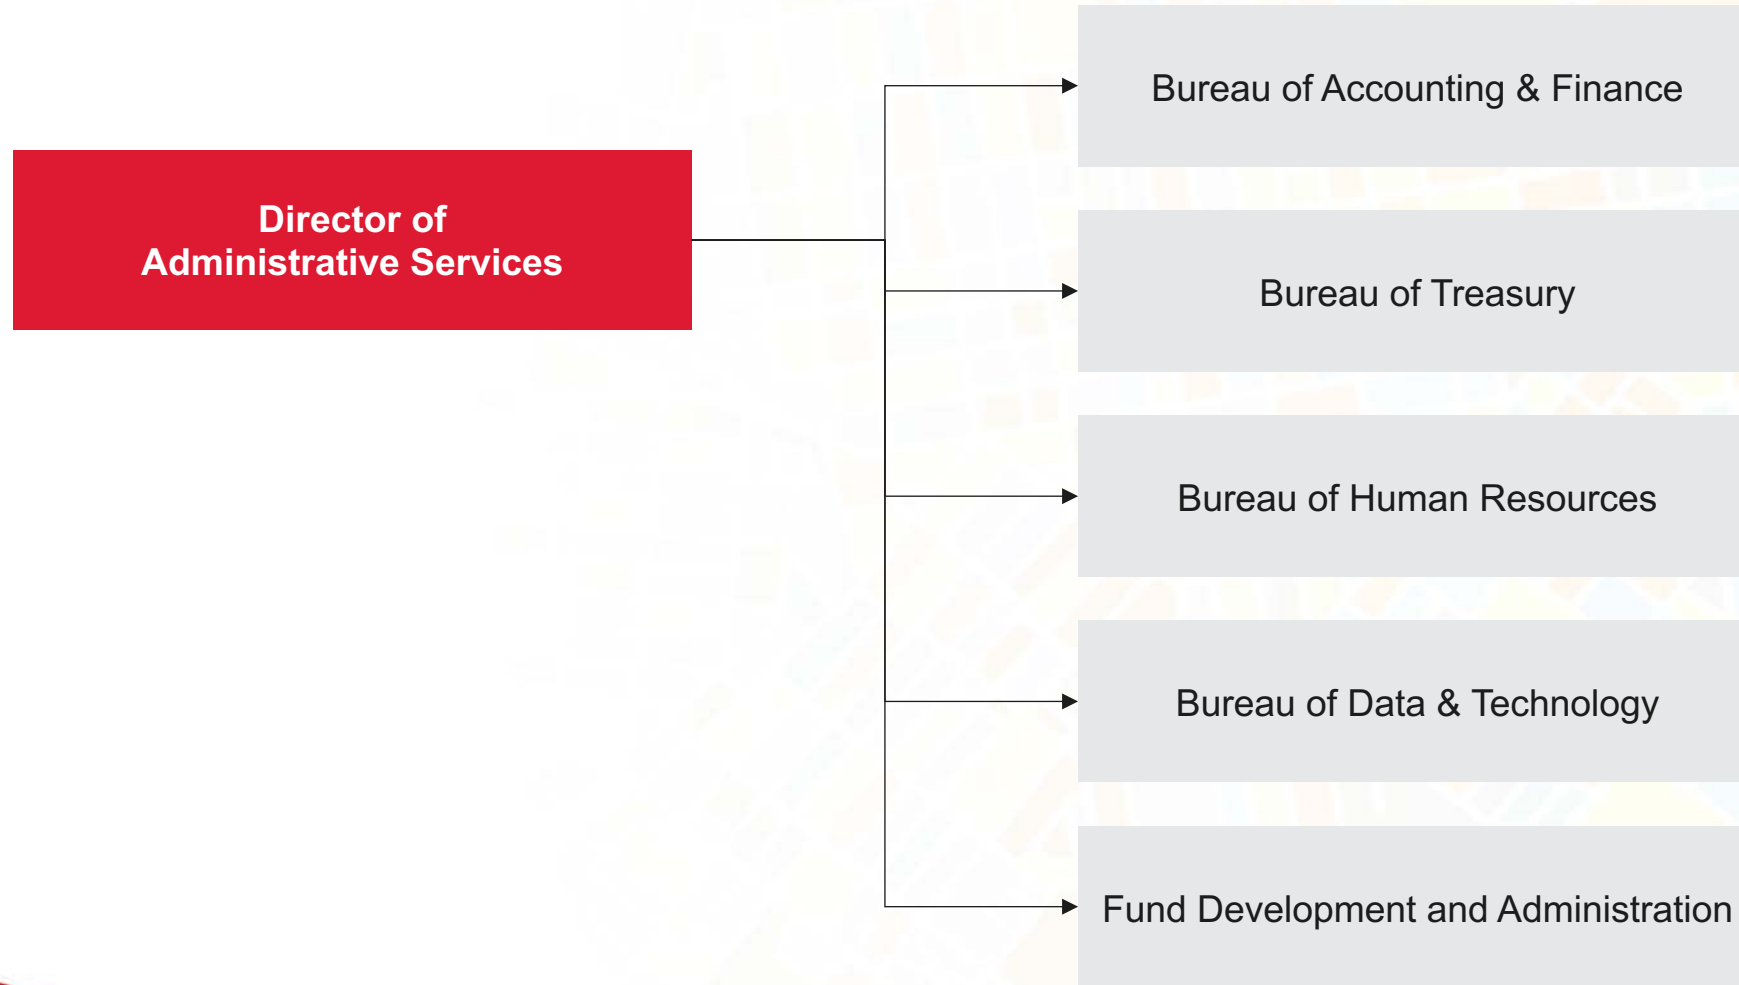 Director of
Administrative Services
Bureau of Accounting & Finance
Bureau of Treasury
Bureau of Human Resources
Bureau of Data & Technology
Fund Development and Administration